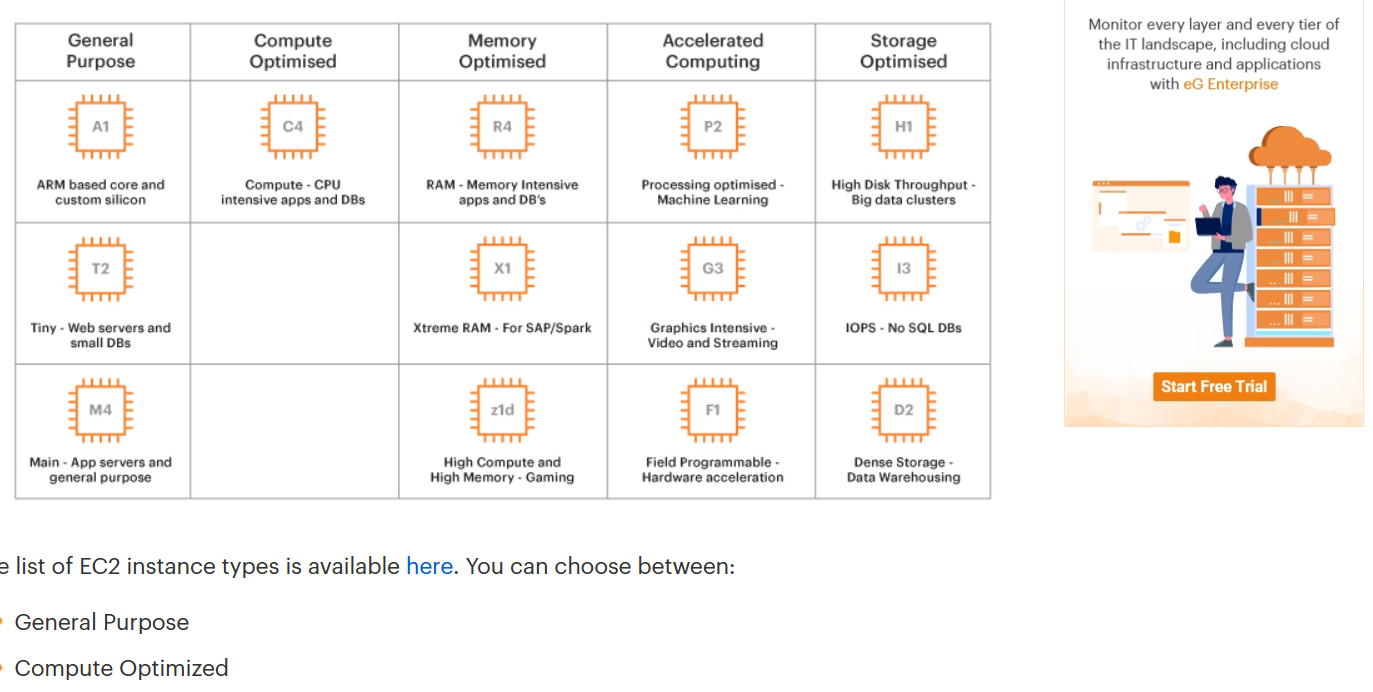 General
Purpose
Compute
Optimised
Memory
Optimised
Accelerated
Computing
Storage
Optimised
A1
ARM based core and
custom silicon
C4
Compute - CPU
intensive apps and DBs
R4
RAM - Memory Intensive
apps and DB's
P2
Processing optimised -
Machine Learning
H1
High Disk Throughput -
Big data clusters
T2
Tiny - Web servers and
small DBs
X1
Xtreme RAM - For SAP/Spark
G3
Graphics Intensive -
Video and Streaming
I3
IOPS - No SQL DBs
M4
Main - App servers and
general purpose
z1d
High Compute and
High Memory - Gaming
F1
Field Programmable -
Hardware acceleration
D2
Dense Storage -
Data Warehousing
Monitor every layer and every tier of
the IT landscape, including cloud
infrastructure and applications
with eG Enterprise
Start Free Trial
e list of EC2 instance types is available here. You can choose between:
General Purpose
Compute Optimized